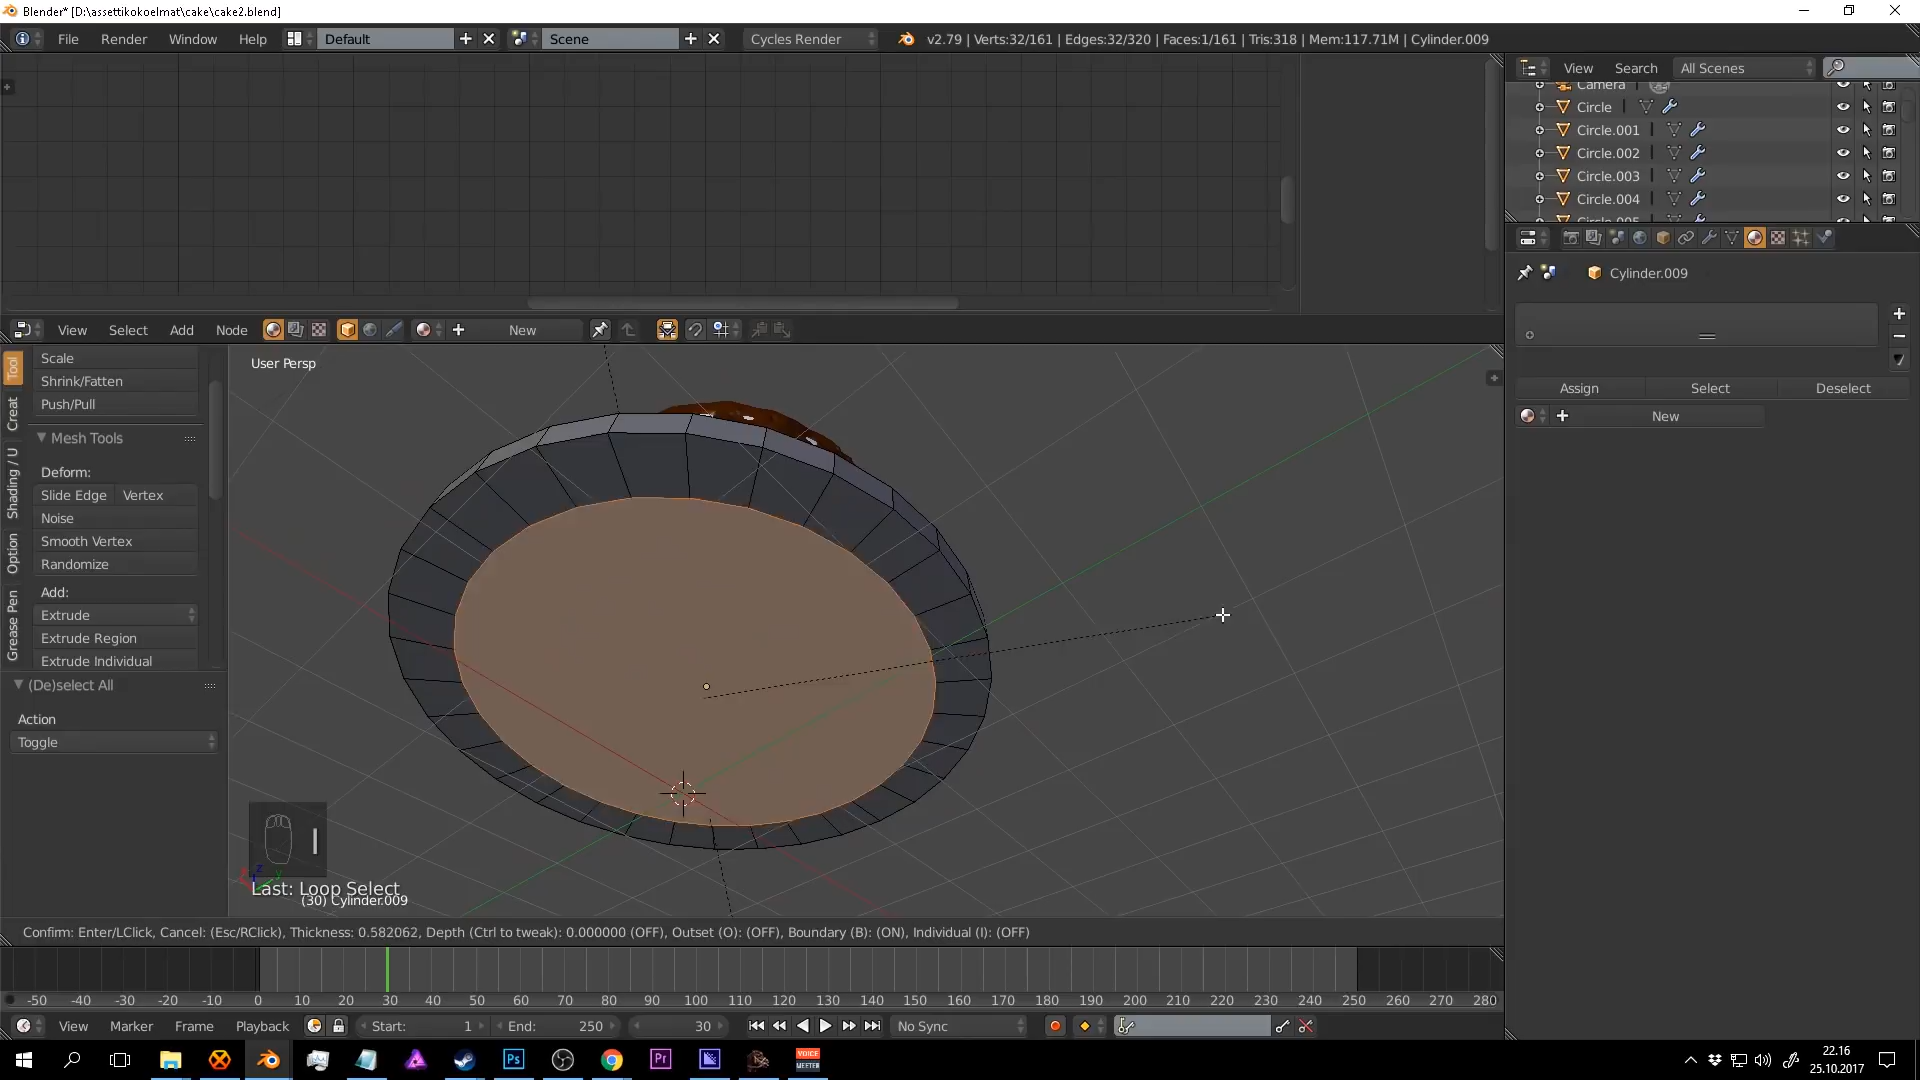 Blender* [D:\assettikokoelmat\cake\cake2.blend]
File Render Window Help Default Scene Cycles Render v2.79 | Verts:32/161 | Edges:32/320 | Faces:1/161 | Tris:318 | Mem:117.71M | Cylinder.009
View Search All Scenes
Camera
Circle
Circle.001
Circle.002
Circle.003
Circle.004
Circle.005
Cylinder.009
Assign Select Deselect
New
View Select Add Node New
Tool
Creat
Shading / U
Option
Grease Pen
Scale
Shrink/Fatten
Push/Pull
Mesh Tools
Deform:
Slide Edge Vertex
Noise
Smooth Vertex
Randomize
Add:
Extrude
Extrude Region
Extrude Individual
(De)select All
Action
Toggle
User Persp
I
Last: Loop Select
(30) Cylinder.009
Confirm: Enter/LClick, Cancel: (Esc/RClick), Thickness: 0.582062, Depth (Ctrl to tweak): 0.000000 (OFF), Outset (O): (OFF), Boundary (B): (ON), Individual (I): (OFF)
-50 -40 -30 -20 -10 0 10 20 30 40 50 60 70 80 90 100 110 120 130 140 150 160 170 180 190 200 210 220 230 240 250 260 270 280
View Marker Frame Playback Start: 1 End: 250 30 No Sync
Ps Pr VOICE MEETER
22.16
25.10.2017